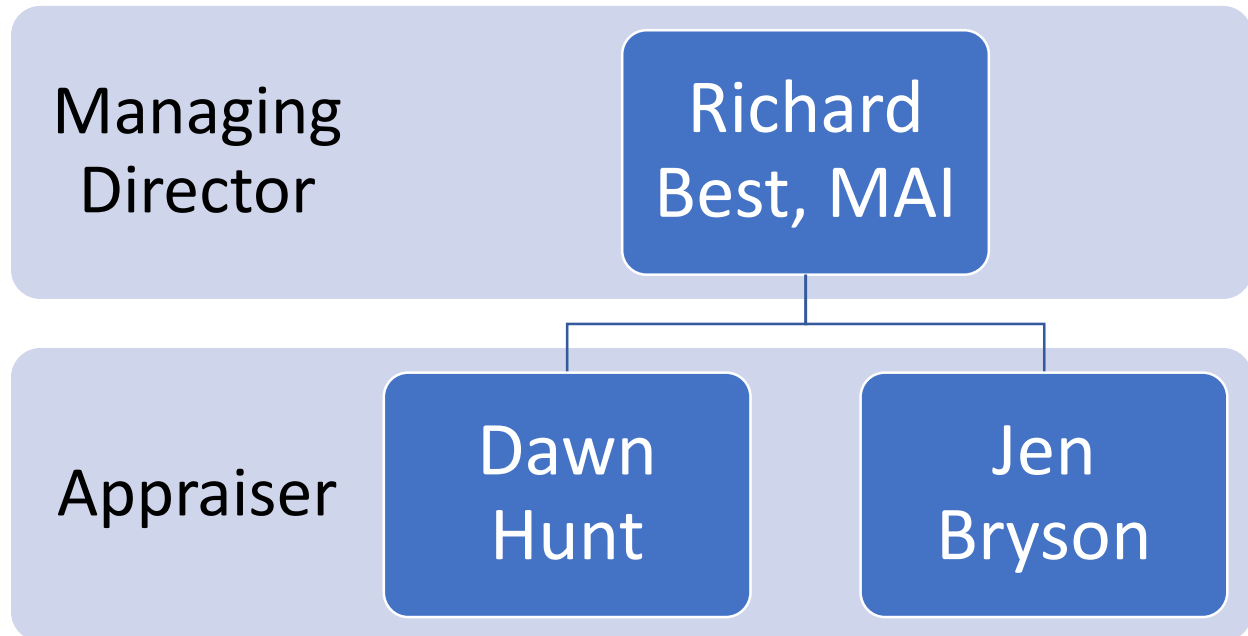 Managing
Director
Richard
Best, MAI
Appraiser
Dawn
Hunt
Jen
Bryson